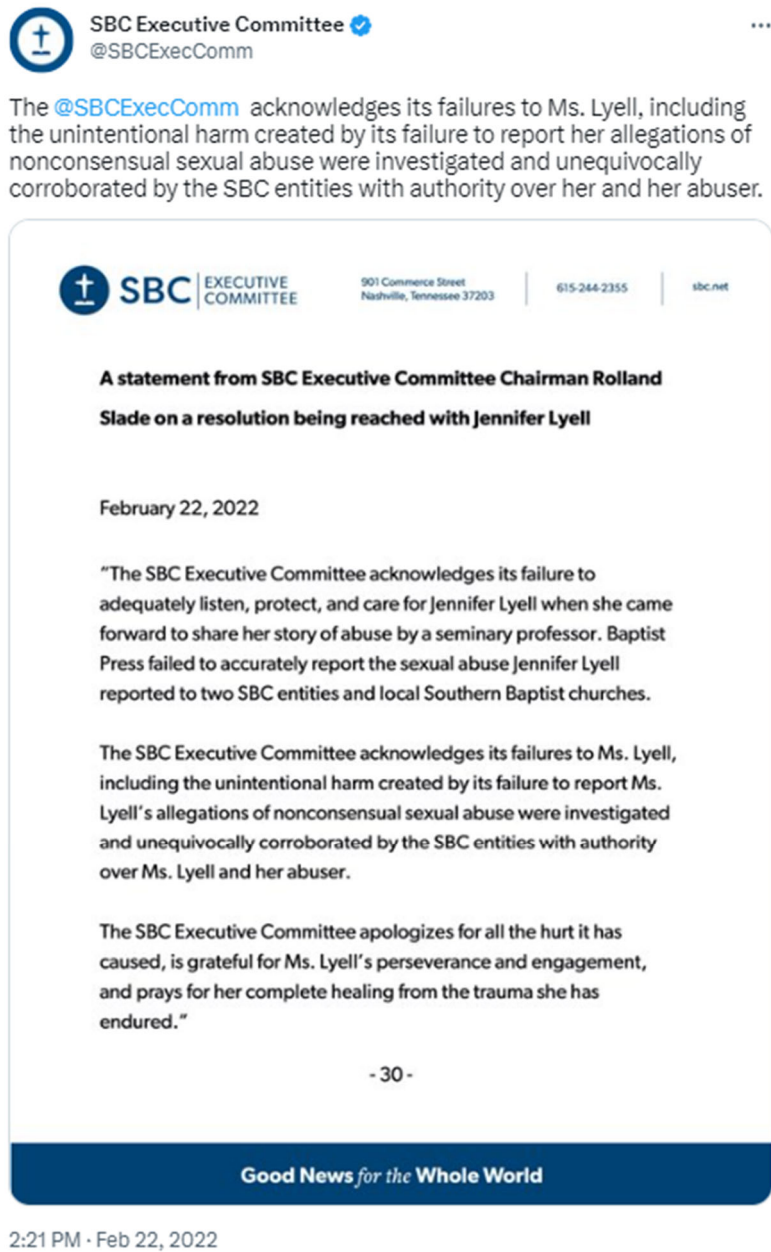 SBC Executive Committee
@SBCExecComm
The @SBCExecComm acknowledges its failures to Ms. Lyell, including
the unintentional harm created by its failure to report her allegations of
nonconsensual sexual abuse were investigated and unequivocally
corroborated by the SBC entities with authority over her and her abuser.
SBC EXECUTIVE COMMITTEE
901 Commerce Street
Nashville, Tennessee 37203
615-244-2355
sbc.net
A statement from SBC Executive Committee Chairman Rolland
Slade on a resolution being reached with Jennifer Lyell
February 22, 2022
"The SBC Executive Committee acknowledges its failure to
adequately listen, protect, and care for Jennifer Lyell when she came
forward to share her story of abuse by a seminary professor. Baptist
Press failed to accurately report the sexual abuse Jennifer Lyell
reported to two SBC entities and local Southern Baptist churches.
The SBC Executive Committee acknowledges its failures to Ms. Lyell,
including the unintentional harm created by its failure to report Ms.
Lyell's allegations of nonconsensual sexual abuse were investigated
and unequivocally corroborated by the SBC entities with authority
over Ms. Lyell and her abuser.
The SBC Executive Committee apologizes for all the hurt it has
caused, is grateful for Ms. Lyell's perseverance and engagement,
and prays for her complete healing from the trauma she has
endured."
- 30 -
Good News for the Whole World
2:21 PM · Feb 22, 2022